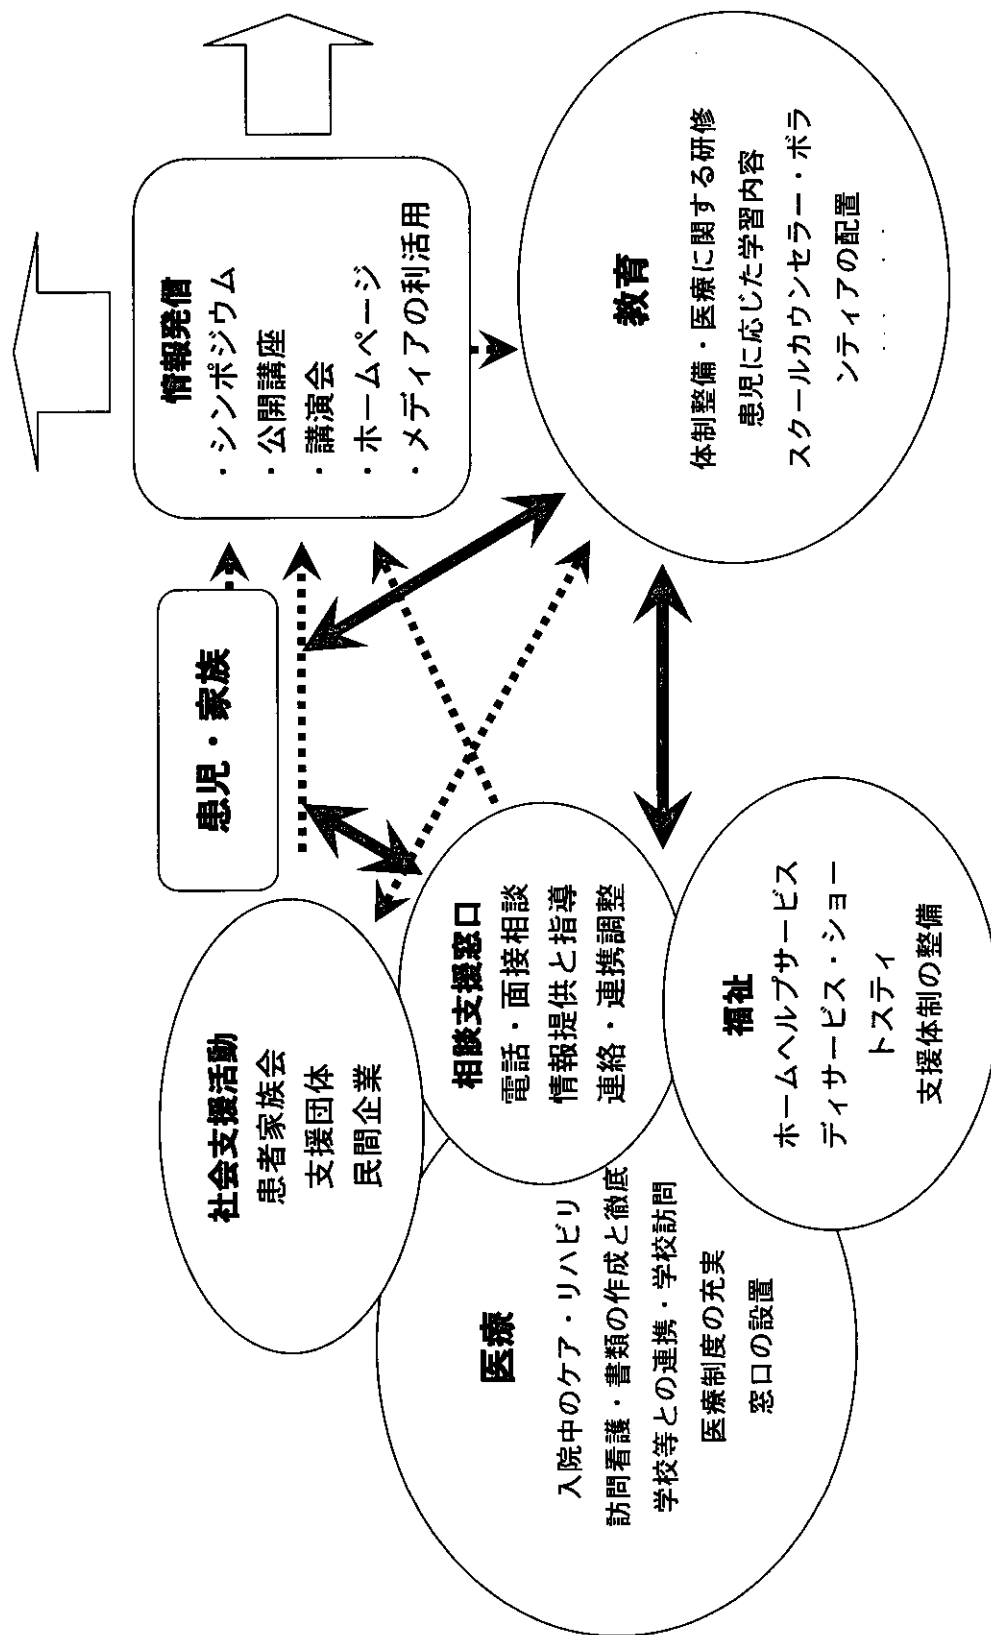 患児・家族
情報発信
・シンポジウム
・公開講座
・講演会
・ホームページ
・メディアの利活用
社会支援活動
患者家族会
支援団体
民間企業
相談支援窓口
電話・面接相談
情報提供と指導
連絡・連携調整
医療
入院中のケア・リハビリ
訪問看護・書類の作成と徹底
学校等との連携・学校訪問
医療制度の充実
窓口の設置
福祉
ホームヘルプサービス
ディサービス・ショー
トスティ
支援体制の整備
教育
体制整備・医療に関する研修
患児に応じた学習内容
スクールカウンセラー・ボラ
ンティアの配置